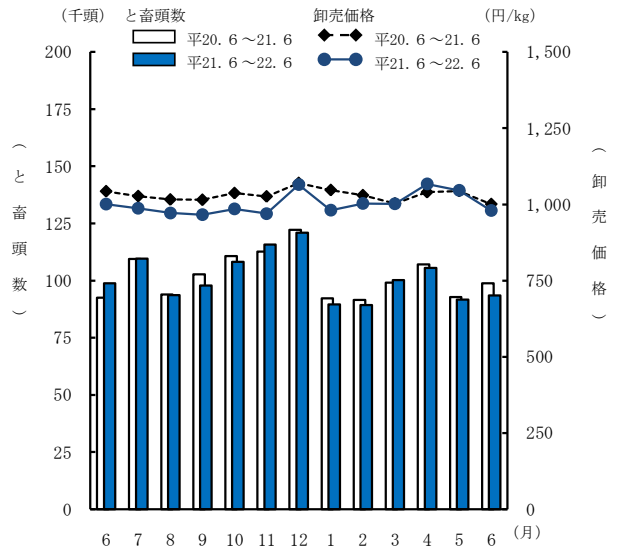 （千頭） と畜頭数 卸売価格 （円/kg）
平20. 6～21. 6 平20. 6～21. 6
平21. 6～22. 6 平21. 6～22. 6
200 1,500
175
1,250
150
125 1,000
100 750
75
500
50
250
25
0 0
（と畜頭数）
（卸売価格）
6 7 8 9 10 11 12 1 2 3 4 5 6 （月）